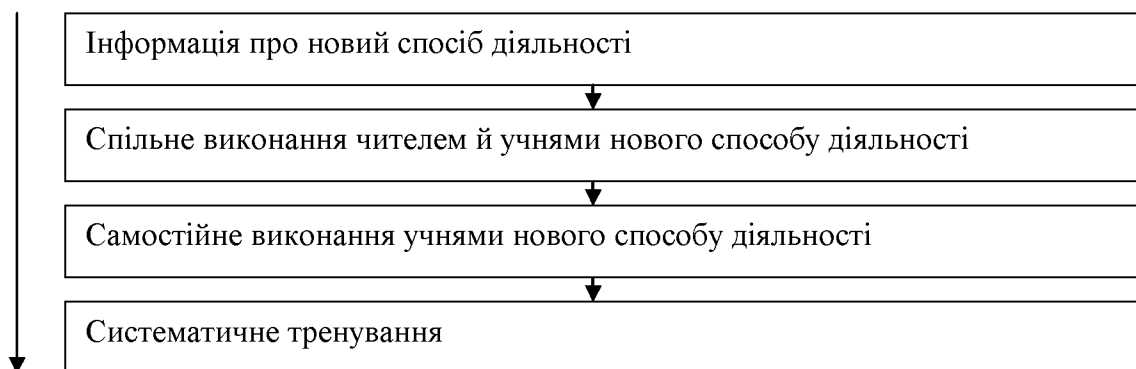 Інформація про новий спосіб діяльності
Спільне виконання чителем й учнями нового способу діяльності
Самостійне виконання учнями нового способу діяльності
Систематичне тренування